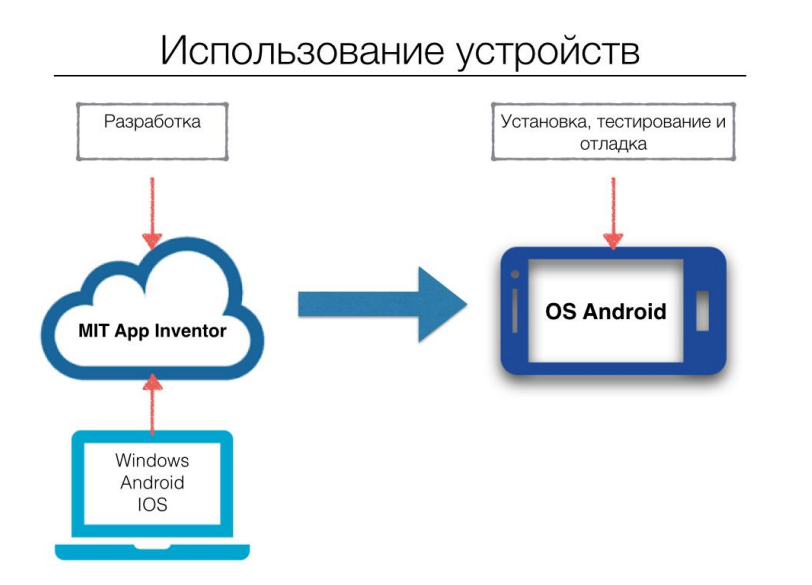 Использование устройств
Разработка
Установка, тестирование и
отладка
MIT App Inventor
OS Android
Windows
Android
IOS